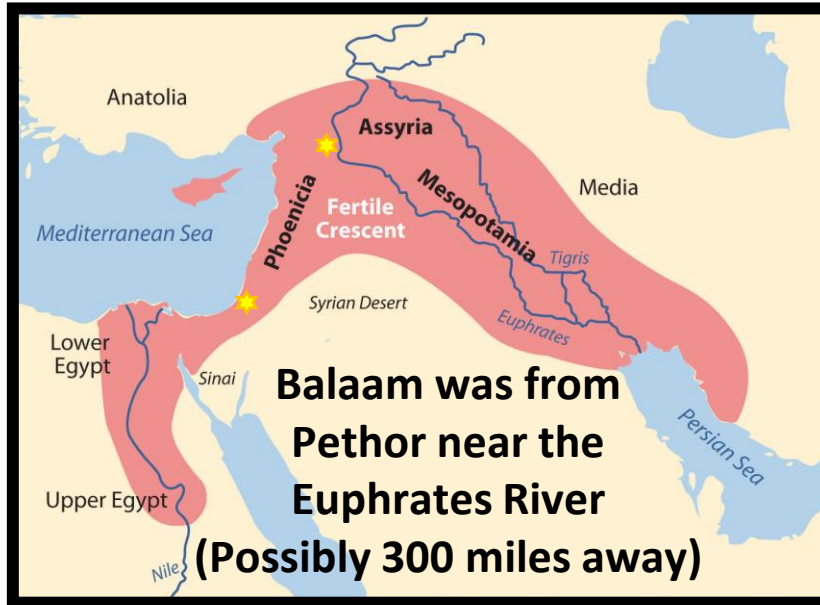 Anatolia
Assyria
Media
Mesopotamia
Phoenicia
Fertile
Crescent
Mediterranean Sea
Tigris
Syrian Desert
Euphrates
Lower
Egypt
Sinai
Balaam was from
Pethor near the
Euphrates River
(Possibly 300 miles away)
Persian Sea
Upper Egypt
Nile